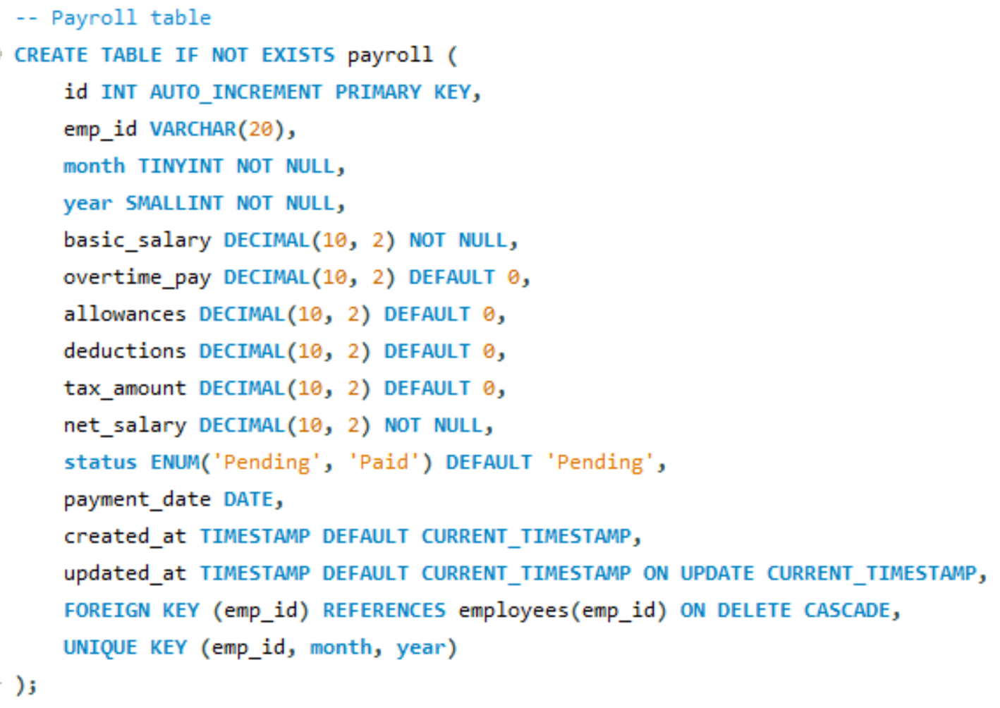 -- Payroll table
CREATE TABLE IF NOT EXISTS payroll (
    id INT AUTO_INCREMENT PRIMARY KEY,
    emp_id VARCHAR(20),
    month TINYINT NOT NULL,
    year SMALLINT NOT NULL,
    basic_salary DECIMAL(10, 2) NOT NULL,
    overtime_pay DECIMAL(10, 2) DEFAULT 0,
    allowances DECIMAL(10, 2) DEFAULT 0,
    deductions DECIMAL(10, 2) DEFAULT 0,
    tax_amount DECIMAL(10, 2) DEFAULT 0,
    net_salary DECIMAL(10, 2) NOT NULL,
    status ENUM('Pending', 'Paid') DEFAULT 'Pending',
    payment_date DATE,
    created_at TIMESTAMP DEFAULT CURRENT_TIMESTAMP,
    updated_at TIMESTAMP DEFAULT CURRENT_TIMESTAMP ON UPDATE CURRENT_TIMESTAMP,
    FOREIGN KEY (emp_id) REFERENCES employees(emp_id) ON DELETE CASCADE,
    UNIQUE KEY (emp_id, month, year)
);